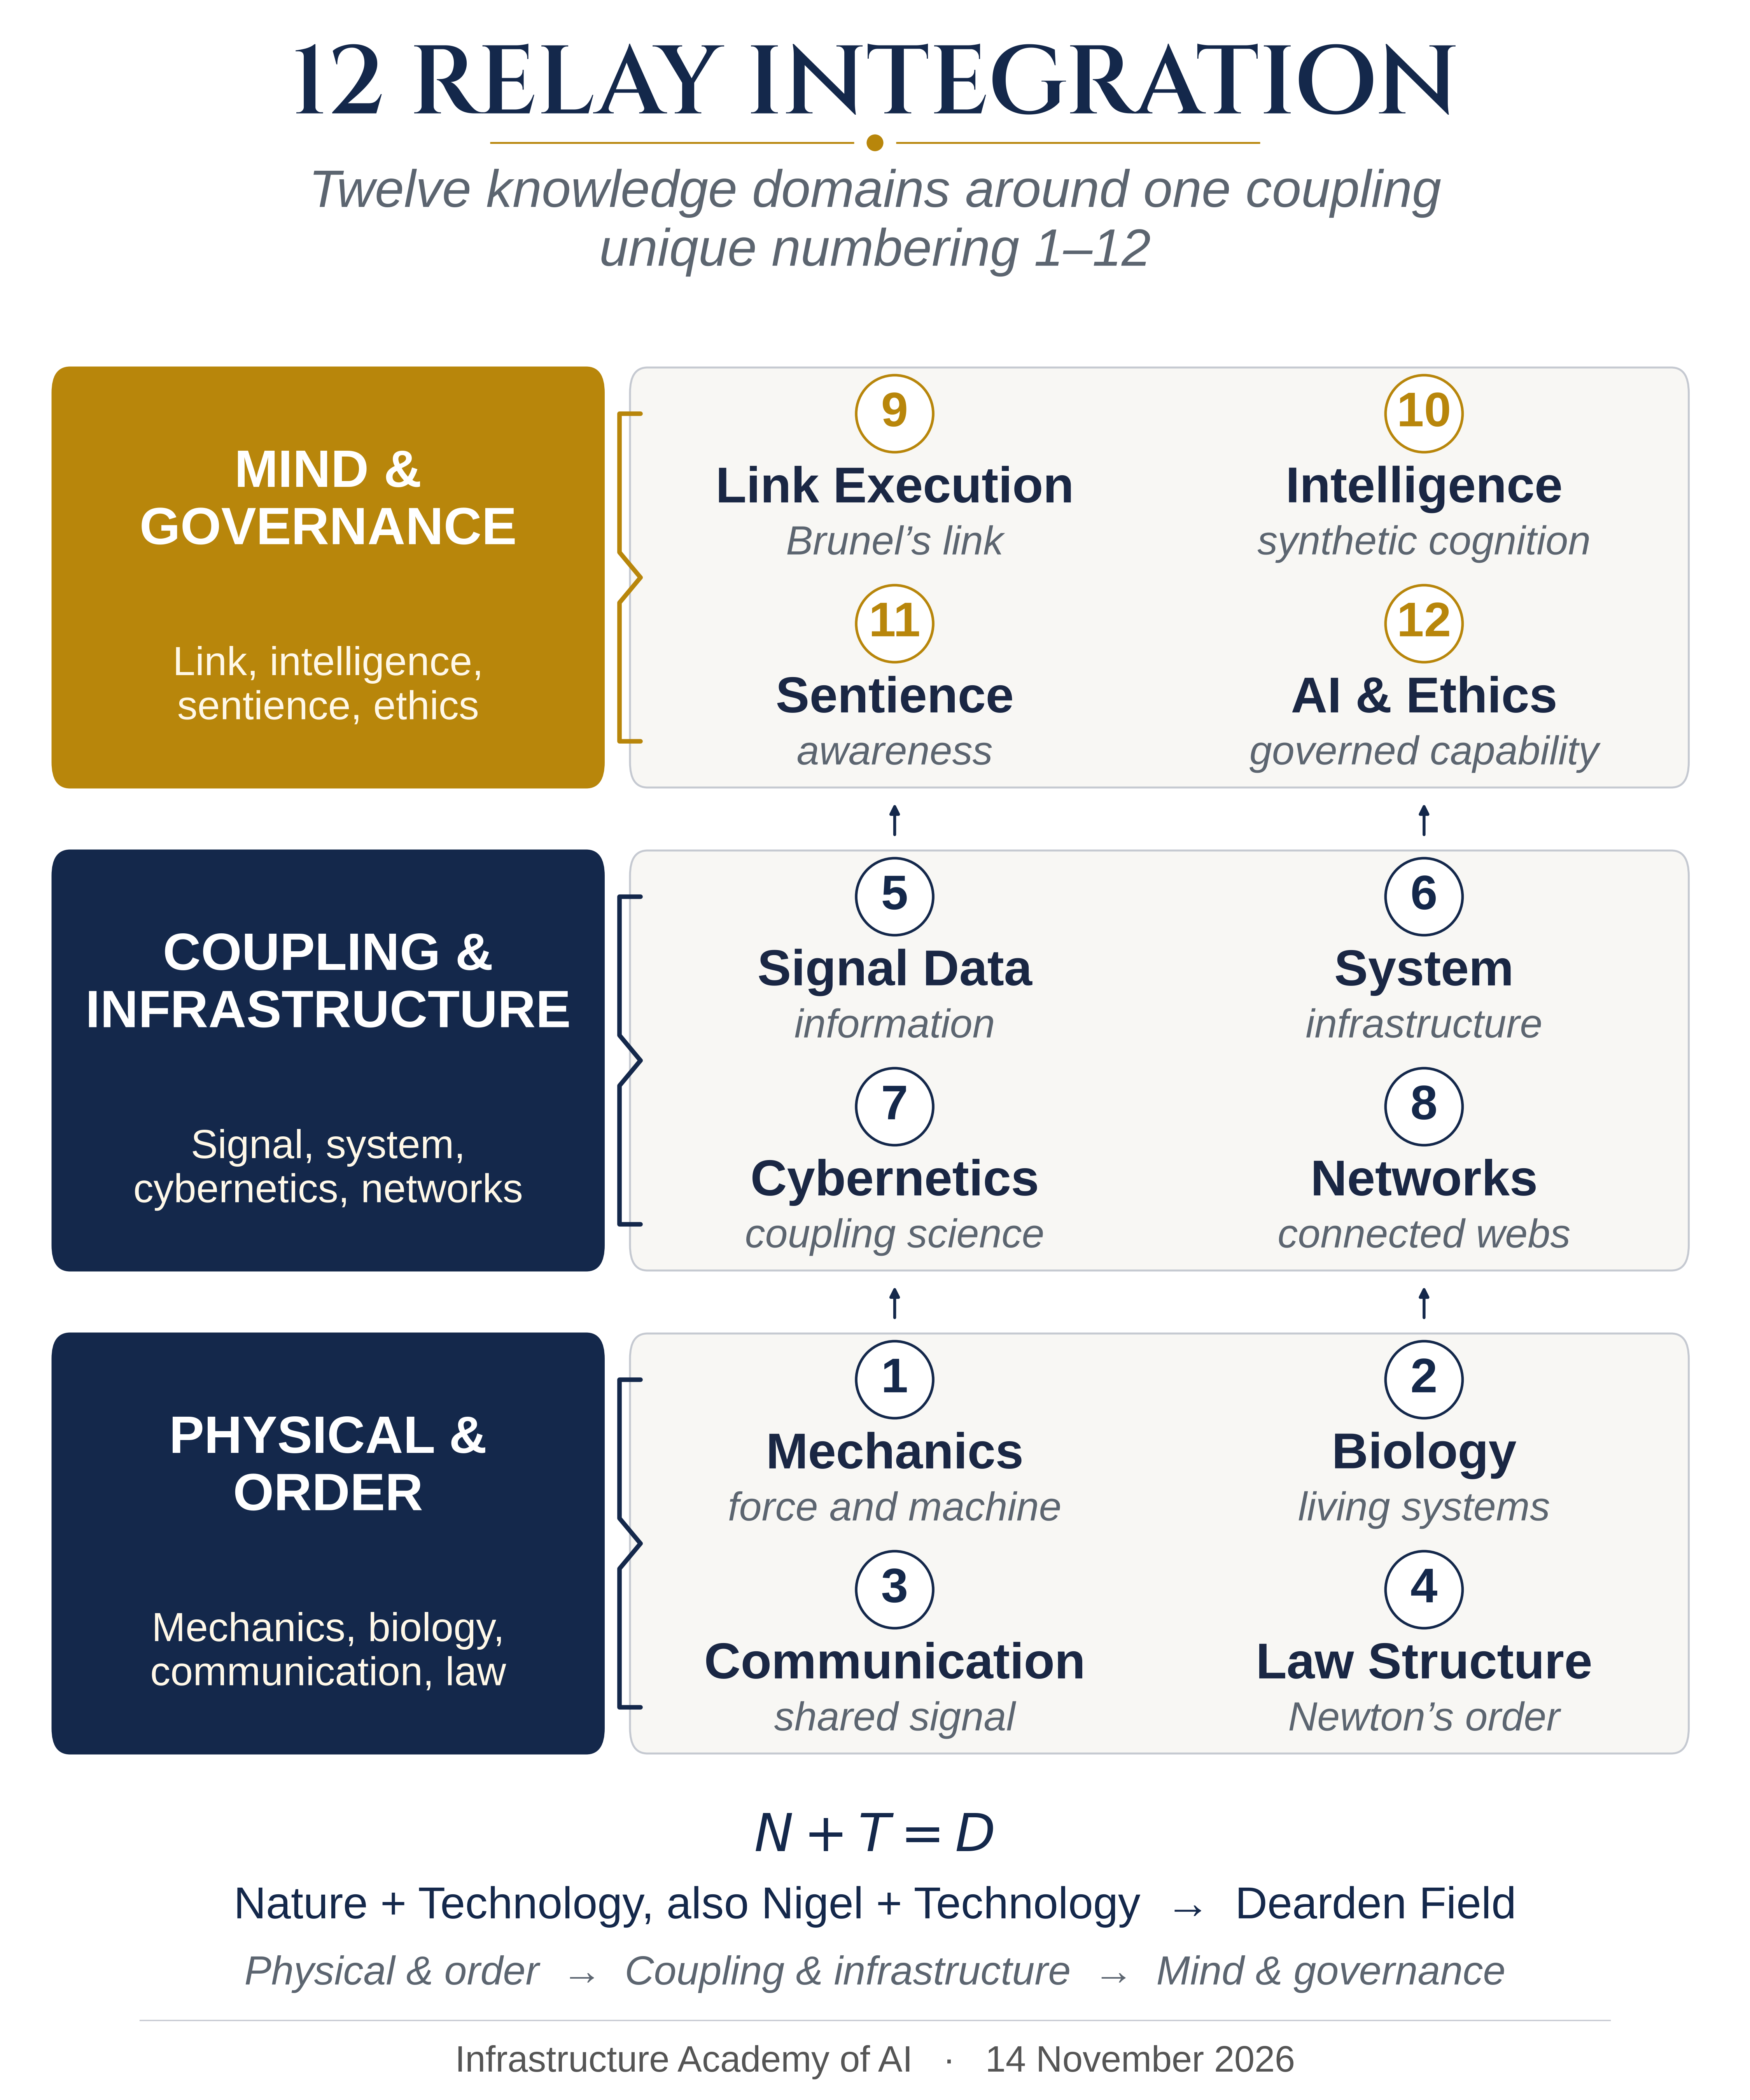 12 RELAY INTEGRATION
Twelve knowledge domains around one coupling
unique numbering 1–12
MIND &
GOVERNANCE
Link, intelligence,
sentience, ethics
9
Link Execution
Brunel’s link
10
Intelligence
synthetic cognition
11
Sentience
awareness
12
AI & Ethics
governed capability
COUPLING &
INFRASTRUCTURE
Signal, system,
cybernetics, networks
5
Signal Data
information
6
System
infrastructure
7
Cybernetics
coupling science
8
Networks
connected webs
PHYSICAL &
ORDER
Mechanics, biology,
communication, law
1
Mechanics
force and machine
2
Biology
living systems
3
Communication
shared signal
4
Law Structure
Newton’s order
N + T = D
Nature + Technology, also Nigel + Technology → Dearden Field
Physical & order → Coupling & infrastructure → Mind & governance
Infrastructure Academy of AI · 14 November 2026